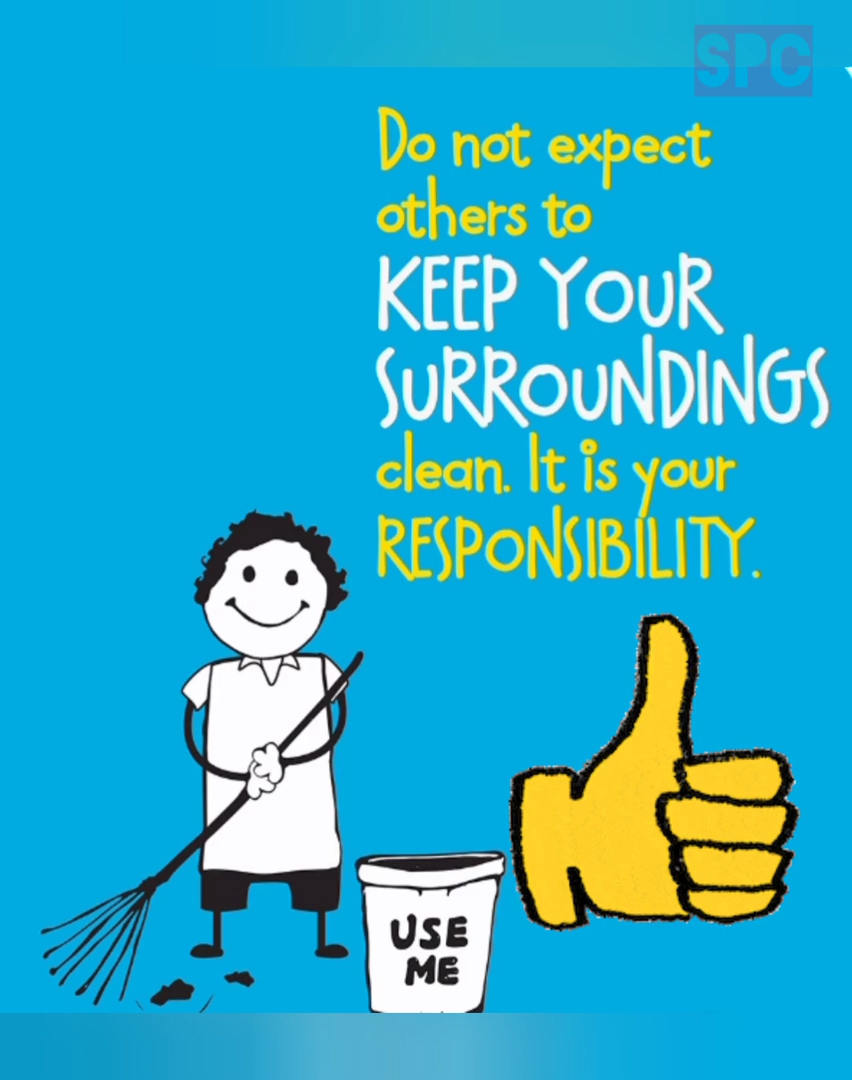 SPC
Do not expect
others to
KEEP YOUR
SURROUNDINGS
clean. It is your
RESPONSIBILITY.
USE
ME